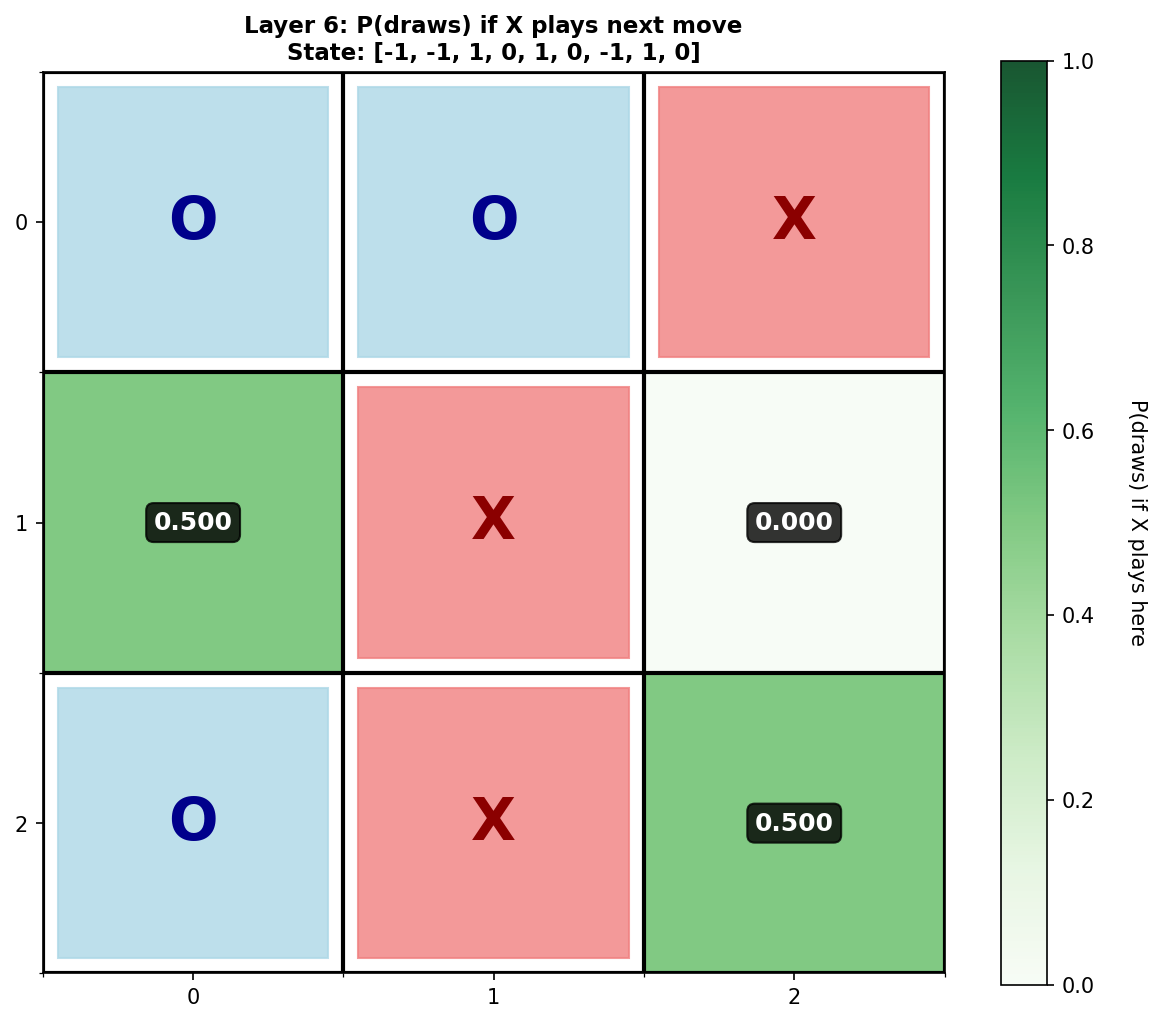 Layer 6: P(draws) if X plays next move
State: [-1, -1, 1, 0, 1, 0, -1, 1, 0]
0
O
O
X
1
0.500
X
0.000
2
O
X
0.500
0
1
2
1.0
0.8
0.6
0.4
0.2
0.0
P(draws) if X plays here